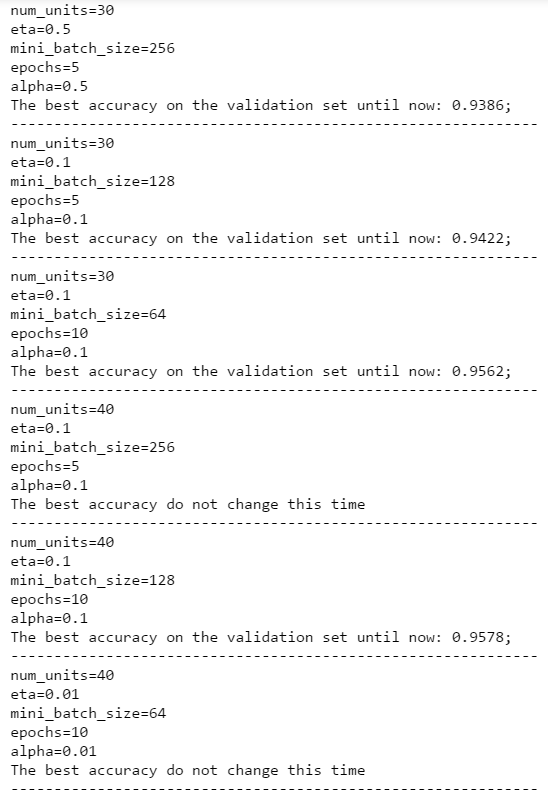 num_units=30
eta=0.5
mini_batch_size=256
epochs=5
alpha=0.5
The best accuracy on the validation set until now: 0.9386;
----------------------------------------------------------------
num_units=30
eta=0.1
mini_batch_size=128
epochs=5
alpha=0.1
The best accuracy on the validation set until now: 0.9422;
----------------------------------------------------------------
num_units=30
eta=0.1
mini_batch_size=64
epochs=10
alpha=0.1
The best accuracy on the validation set until now: 0.9562;
----------------------------------------------------------------
num_units=40
eta=0.1
mini_batch_size=256
epochs=5
alpha=0.1
The best accuracy do not change this time
----------------------------------------------------------------
num_units=40
eta=0.1
mini_batch_size=128
epochs=10
alpha=0.1
The best accuracy on the validation set until now: 0.9578;
----------------------------------------------------------------
num_units=40
eta=0.01
mini_batch_size=64
epochs=10
alpha=0.01
The best accuracy do not change this time
----------------------------------------------------------------